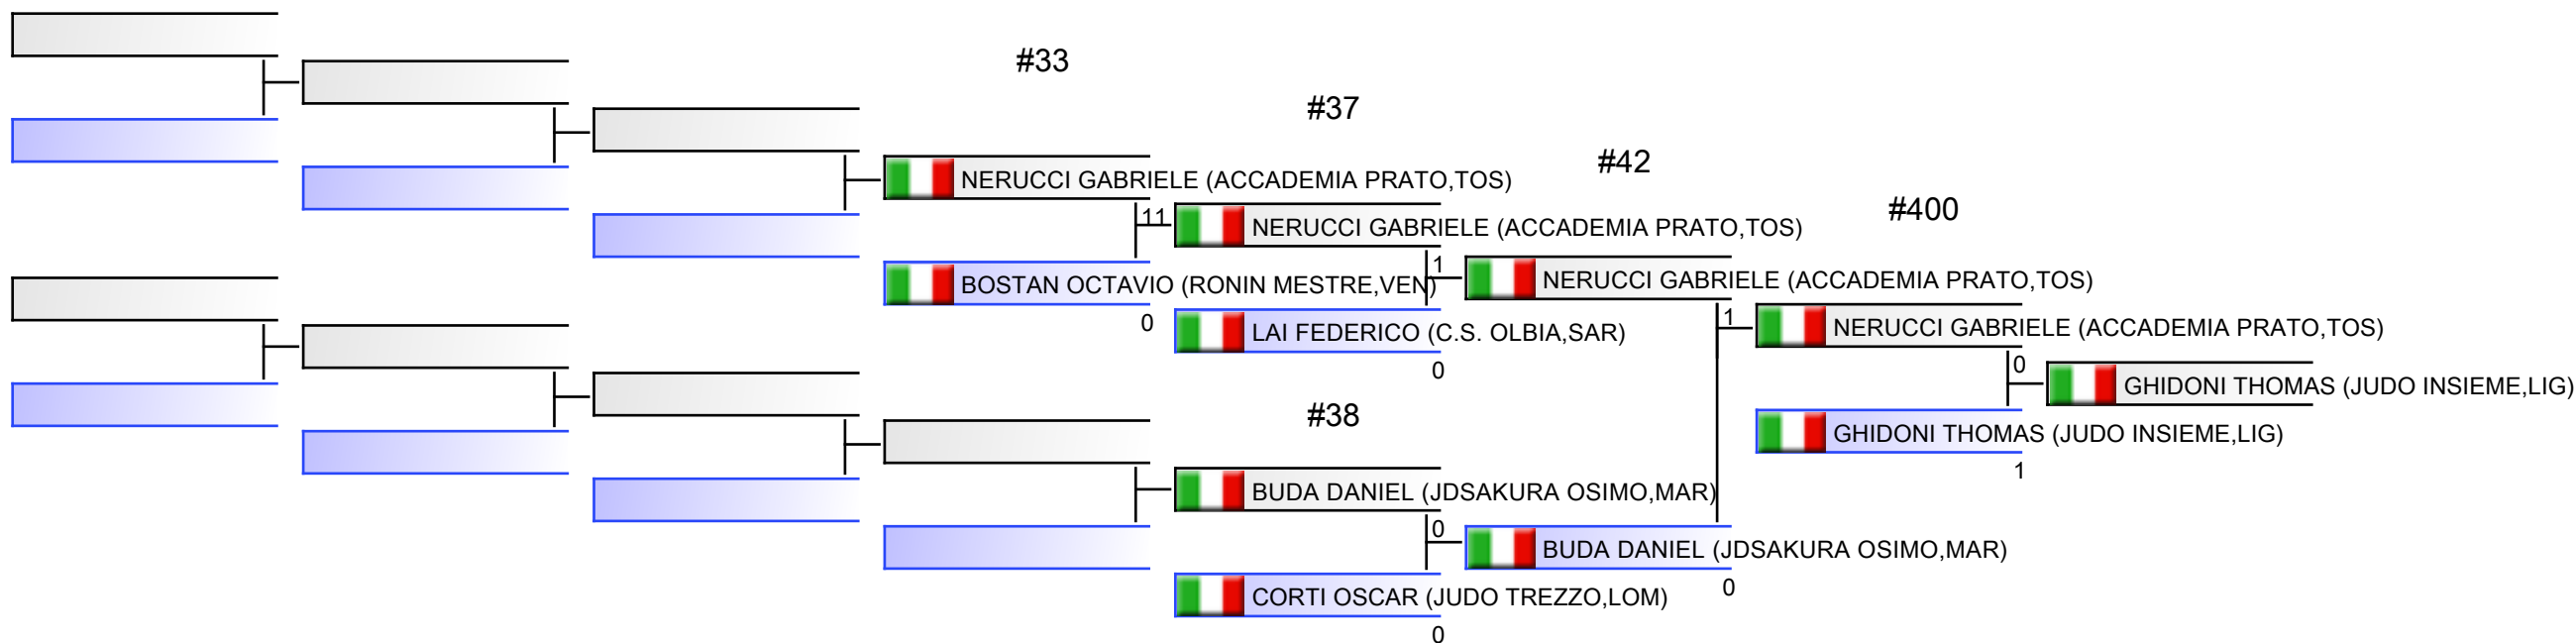 #33
#37
#42
NERUCCI GABRIELE (ACCADEMIA PRATO,TOS)
#400
11
NERUCCI GABRIELE (ACCADEMIA PRATO,TOS)
1
BOSTAN OCTAVIO (RONIN MESTRE,VEN)
NERUCCI GABRIELE (ACCADEMIA PRATO,TOS)
0
1
LAI FEDERICO (C.S. OLBIA,SAR)
NERUCCI GABRIELE (ACCADEMIA PRATO,TOS)
0
0
GHIDONI THOMAS (JUDO INSIEME,LIG)
#38
GHIDONI THOMAS (JUDO INSIEME,LIG)
1
BUDA DANIEL (JDSAKURA OSIMO,MAR)
0
BUDA DANIEL (JDSAKURA OSIMO,MAR)
0
CORTI OSCAR (JUDO TREZZO,LOM)
0